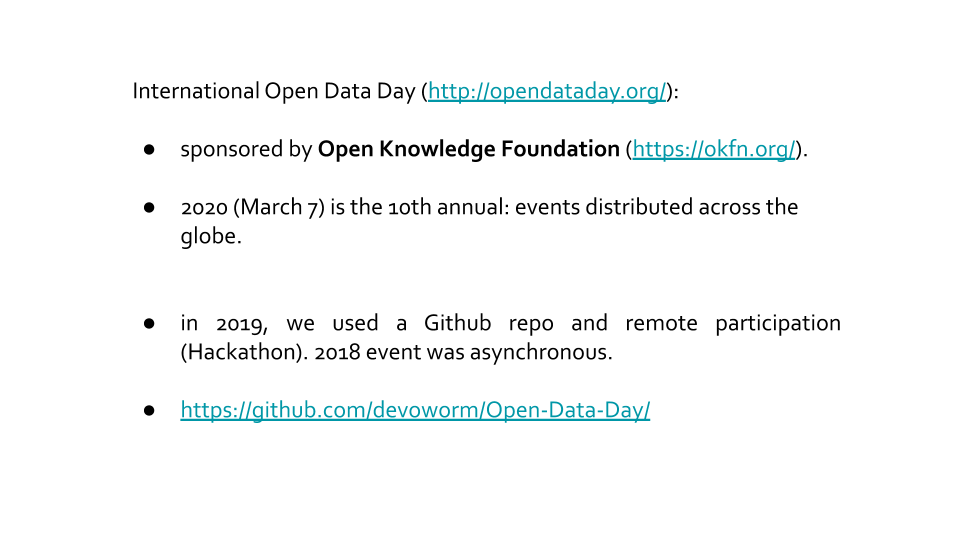 International Open Data Day (http://opendataday.org/):
● sponsored by Open Knowledge Foundation (https://okfn.org/).
● 2020 (March 7) is the 10th annual: events distributed across the
globe.
● in 2019, we used a Github repo and remote participation
(Hackathon). 2018 event was asynchronous.
● https://github.com/devoworm/Open-Data-Day/